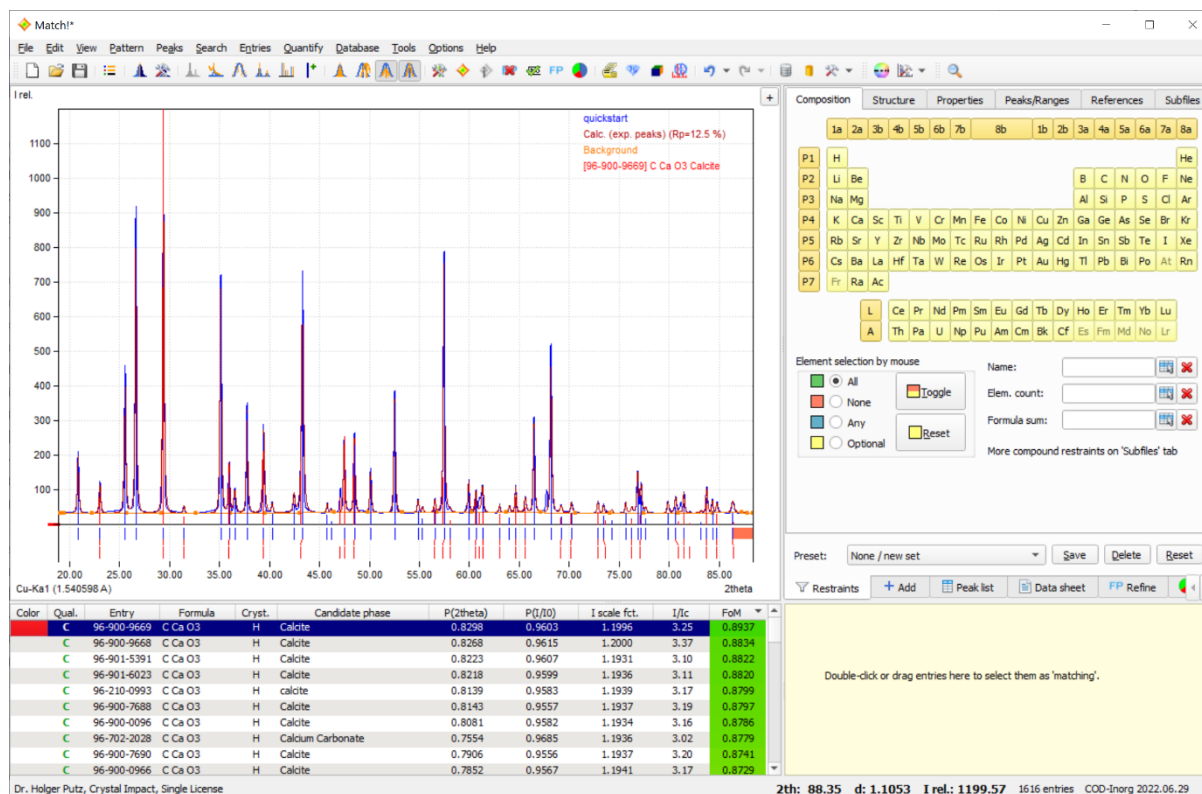 Match!*
File Edit View Pattern Peaks Search Entries Quantify Database Tools Options Help
FP
I rel.
+
quickstart
Calc. (exp. peaks) (Rp=12.5 %)
Background
[96-900-9669] C Ca O3 Calcite
1100
1000
900
800
700
600
500
400
300
200
100
20.00 25.00 30.00 35.00 40.00 45.00 50.00 55.00 60.00 65.00 70.00 75.00 80.00 85.00
Cu-Ka1 (1.540598 A) 2theta
Composition Structure Properties Peaks/Ranges References Subfiles
1a 2a 3b 4b 5b 6b 7b 8b 1b 2b 3a 4a 5a 6a 7a 8a
P1 H He
P2 Li Be B C N O F Ne
P3 Na Mg Al Si P S Cl Ar
P4 K Ca Sc Ti V Cr Mn Fe Co Ni Cu Zn Ga Ge As Se Br Kr
P5 Rb Sr Y Zr Nb Mo Tc Ru Rh Pd Ag Cd In Sn Sb Te I Xe
P6 Cs Ba La Hf Ta W Re Os Ir Pt Au Hg Tl Pb Bi Po At Rn
P7 Fr Ra Ac
L Ce Pr Nd Pm Sm Eu Gd Tb Dy Ho Er Tm Yb Lu
A Th Pa U Np Pu Am Cm Bk Cf Es Fm Md No Lr
Element selection by mouse
All
None
Any
Optional
Toggle
Reset
Name:
Elem. count:
Formula sum:
More compound restraints on 'Subfiles' tab
Preset: None / new set Save Delete Reset
Restraints + Add Peak list Data sheet FP Refine
Color Qual. Entry Formula Cryst. Candidate phase P(2theta) P(I/I0) I scale fct. I/Ic FoM
C 96-900-9669 C Ca O3 H Calcite 0.8298 0.9603 1.1996 3.25 0.8937
C 96-900-9668 C Ca O3 H Calcite 0.8268 0.9615 1.2000 3.37 0.8834
C 96-901-5391 C Ca O3 H Calcite 0.8223 0.9607 1.1931 3.10 0.8822
C 96-901-6023 C Ca O3 H Calcite 0.8218 0.9599 1.1936 3.11 0.8820
C 96-210-0993 C Ca O3 H calcite 0.8139 0.9583 1.1939 3.17 0.8799
C 96-900-7688 C Ca O3 H Calcite 0.8143 0.9557 1.1937 3.19 0.8797
C 96-900-0096 C Ca O3 H Calcite 0.8081 0.9582 1.1934 3.16 0.8786
C 96-702-2028 C Ca O3 H Calcium Carbonate 0.7554 0.9685 1.1936 3.02 0.8779
C 96-900-7690 C Ca O3 H Calcite 0.7906 0.9556 1.1937 3.20 0.8741
C 96-900-0966 C Ca O3 H Calcite 0.7852 0.9567 1.1941 3.17 0.8729
Double-click or drag entries here to select them as 'matching'.
Dr. Holger Putz, Crystal Impact, Single License 2th: 88.35 d: 1.1053 I rel.: 1199.57 1616 entries COD-Inorg 2022.06.29